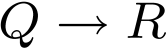 Q → R